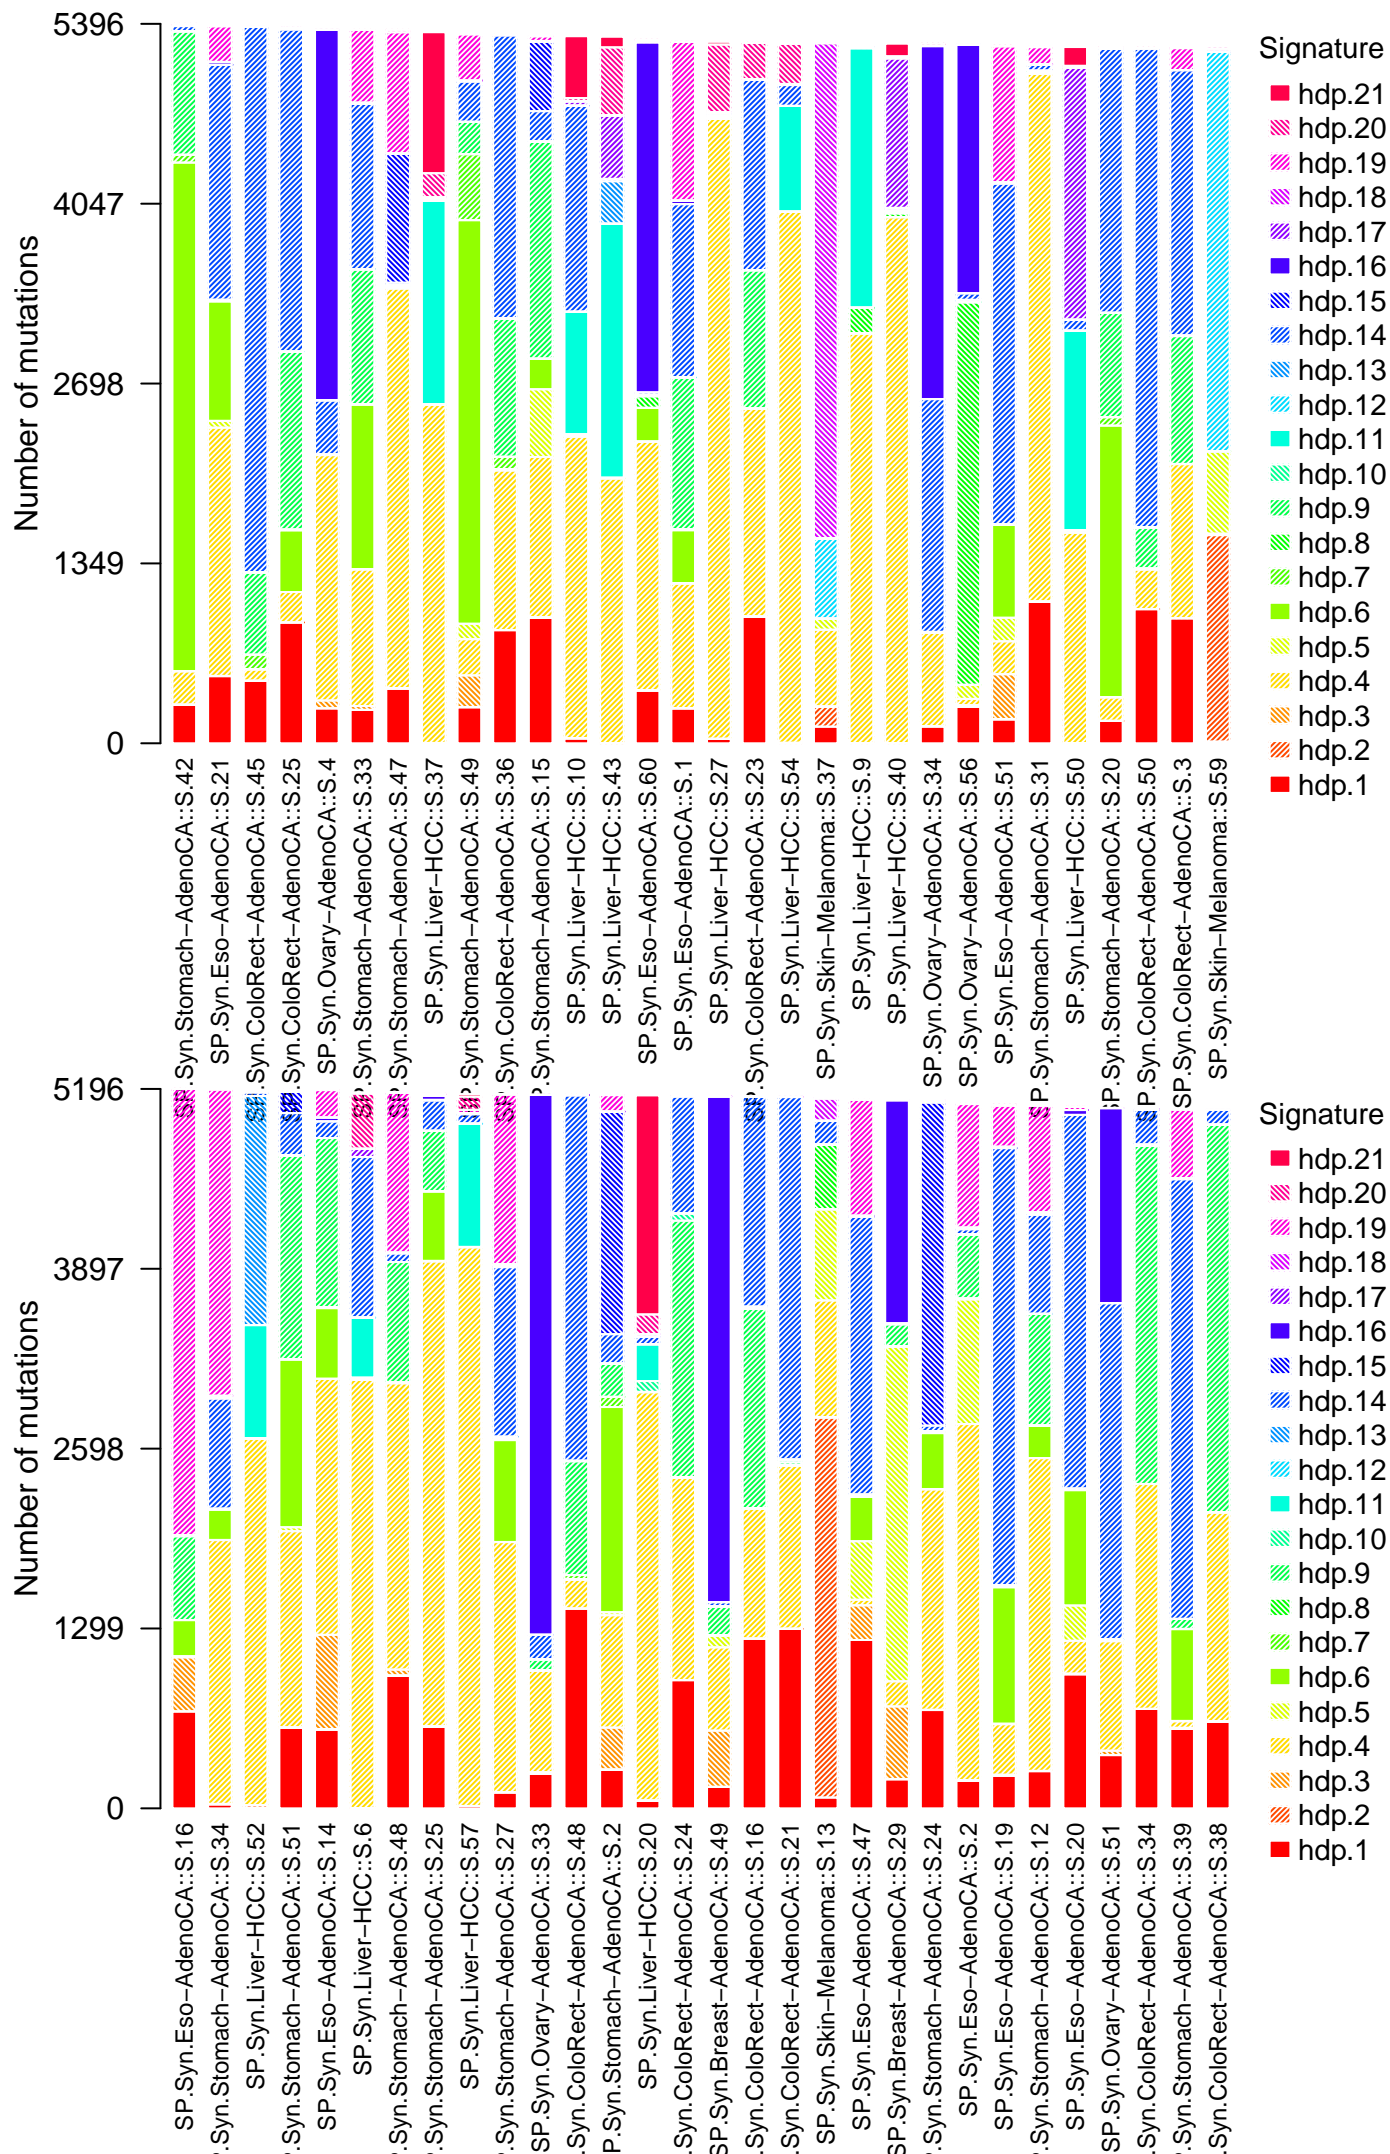 Number of mutations
5396
4047
2698
1349
0
SP.Syn.Stomach−AdenoCA::S.42
SP.Syn.Eso−AdenoCA::S.21
SP.Syn.ColoRect−AdenoCA::S.45
SP.Syn.ColoRect−AdenoCA::S.25
SP.Syn.Ovary−AdenoCA::S.4
SP.Syn.Stomach−AdenoCA::S.33
SP.Syn.Stomach−AdenoCA::S.47
SP.Syn.Liver−HCC::S.37
SP.Syn.Stomach−AdenoCA::S.49
SP.Syn.ColoRect−AdenoCA::S.36
P.Syn.Stomach−AdenoCA::S.15
SP.Syn.Liver−HCC::S.10
SP.Syn.Liver−HCC::S.43
SP.Syn.Eso−AdenoCA::S.60
SP.Syn.Eso−AdenoCA::S.1
SP.Syn.Liver−HCC::S.27
SP.Syn.ColoRect−AdenoCA::S.23
SP.Syn.Liver−HCC::S.54
SP.Syn.Skin−Melanoma::S.37
SP.Syn.Liver−HCC::S.9
SP.Syn.Liver−HCC::S.40
SP.Syn.Ovary−AdenoCA::S.34
SP.Syn.Ovary−AdenoCA::S.56
SP.Syn.Eso−AdenoCA::S.51
SP.Syn.Stomach−AdenoCA::S.31
SP.Syn.Liver−HCC::S.50
SP.Syn.Stomach−AdenoCA::S.20
SP.Syn.ColoRect−AdenoCA::S.50
SP.Syn.ColoRect−AdenoCA::S.3
SP.Syn.Skin−Melanoma::S.59
Signature
hdp.21
hdp.20
hdp.19
hdp.18
hdp.17
hdp.16
hdp.15
hdp.14
hdp.13
hdp.12
hdp.11
hdp.10
hdp.9
hdp.8
hdp.7
hdp.6
hdp.5
hdp.4
hdp.3
hdp.2
hdp.1
Number of mutations
5196
3897
2598
1299
0
SP.Syn.Eso−AdenoCA::S.16
P.Syn.Stomach−AdenoCA::S.34
SP.Syn.Liver−HCC::S.52
P.Syn.Stomach−AdenoCA::S.51
SP.Syn.Eso−AdenoCA::S.14
SP.Syn.Liver−HCC::S.6
P.Syn.Stomach−AdenoCA::S.48
P.Syn.Stomach−AdenoCA::S.25
SP.Syn.Liver−HCC::S.57
P.Syn.Stomach−AdenoCA::S.27
SP.Syn.Ovary−AdenoCA::S.33
.Syn.ColoRect−AdenoCA::S.48
P.Syn.Stomach−AdenoCA::S.2
SP.Syn.Liver−HCC::S.20
.Syn.ColoRect−AdenoCA::S.24
SP.Syn.Breast−AdenoCA::S.49
.Syn.ColoRect−AdenoCA::S.16
.Syn.ColoRect−AdenoCA::S.21
SP.Syn.Skin−Melanoma::S.13
SP.Syn.Eso−AdenoCA::S.47
SP.Syn.Breast−AdenoCA::S.29
P.Syn.Stomach−AdenoCA::S.24
SP.Syn.Eso−AdenoCA::S.2
SP.Syn.Eso−AdenoCA::S.19
P.Syn.Stomach−AdenoCA::S.12
SP.Syn.Eso−AdenoCA::S.20
SP.Syn.Ovary−AdenoCA::S.51
.Syn.ColoRect−AdenoCA::S.34
P.Syn.Stomach−AdenoCA::S.39
.Syn.ColoRect−AdenoCA::S.38
Signature
hdp.21
hdp.20
hdp.19
hdp.18
hdp.17
hdp.16
hdp.15
hdp.14
hdp.13
hdp.12
hdp.11
hdp.10
hdp.9
hdp.8
hdp.7
hdp.6
hdp.5
hdp.4
hdp.3
hdp.2
hdp.1